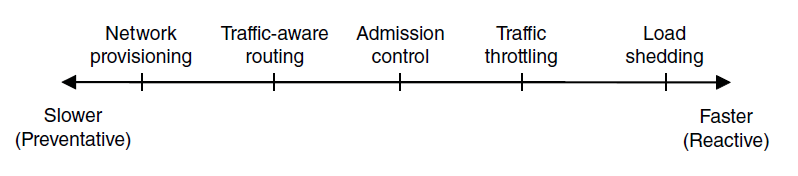 Network
provisioning
Traffic-aware
routing
Admission
control
Traffic
throttling
Load
shedding
Slower
(Preventative)
Faster
(Reactive)